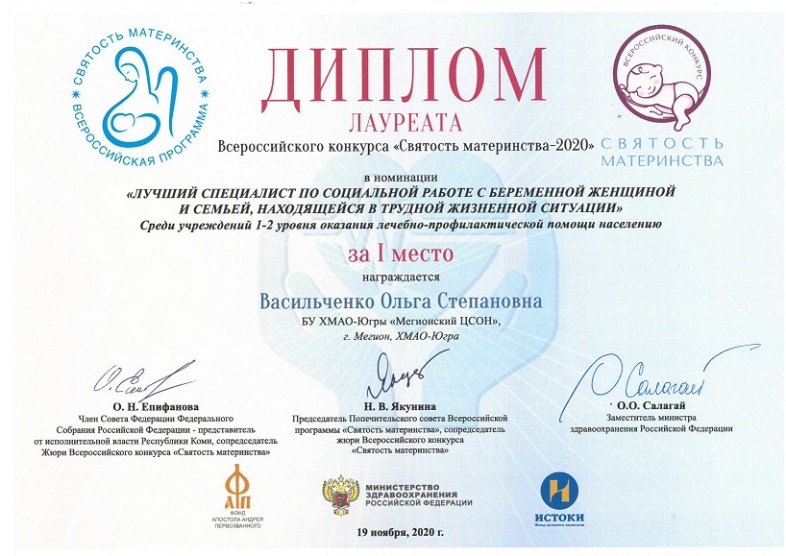 СВЯТОСТЬ МАТЕРИНСТВА
ВСЕРОССИЙСКАЯ ПРОГРАММА
ДИПЛОМ
ЛАУРЕАТА
Всероссийского конкурса «Святость материнства-2020»
ВСЕРОССИЙСКИЙ КОНКУРС
СВЯТОСТЬ
МАТЕРИНСТВА
в номинации
«ЛУЧШИЙ СПЕЦИАЛИСТ ПО СОЦИАЛЬНОЙ РАБОТЕ С БЕРЕМЕННОЙ ЖЕНЩИНОЙ
И СЕМЬЕЙ, НАХОДЯЩЕЙСЯ В ТРУДНОЙ ЖИЗНЕННОЙ СИТУАЦИИ»
Среди учреждений 1-2 уровня оказания лечебно-профилактической помощи населению
за I место
награждается
Васильченко Ольга Степановна
БУ ХМАО-Югры «Мегионский ЦСОН»,
г. Мегион, ХМАО-Югра
О. Н. Епифанова
Член Совета Федерации Федерального
Собрания Российской Федерации - представитель
от исполнительной власти Республики Коми, сопредседатель
Жюри Всероссийского конкурса «Святость материнства»
Н. В. Якунина
Председатель Попечительского совета Всероссийской
программы «Святость материнства», сопредседатель
жюри Всероссийского конкурса
«Святость материнства»
О.О. Салагай
Заместитель министра
здравоохранения Российской Федерации
ФАП
ФОНД
АПОСТОЛА АНДРЕЯ
ПЕРВОЗВАННОГО
МИНИСТЕРСТВО
ЗДРАВООХРАНЕНИЯ
РОССИЙСКОЙ ФЕДЕРАЦИИ
ИСТОКИ
19 ноября, 2020 г.